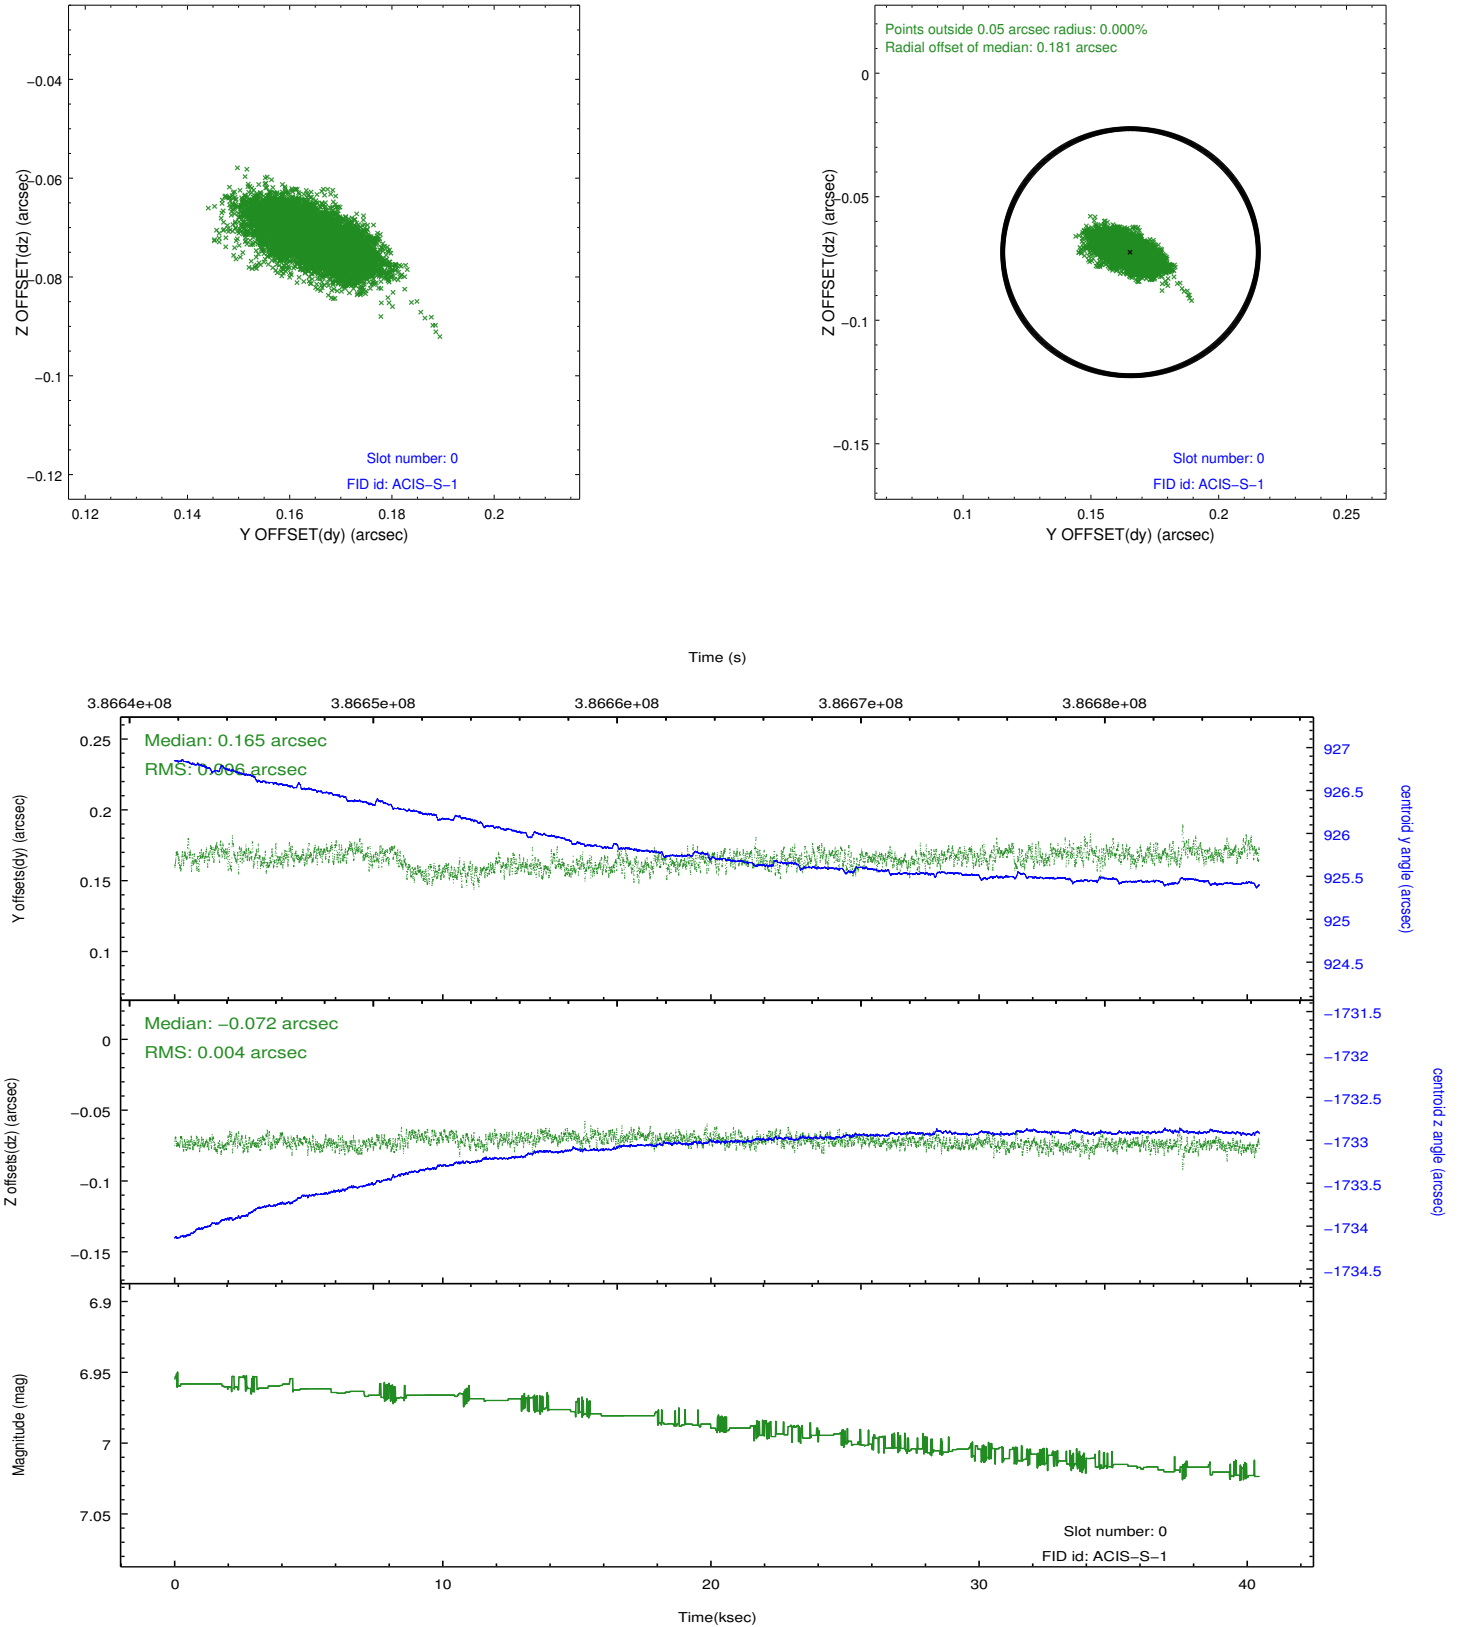 −0.04
−0.06
−0.08
−0.1
−0.12
0.12
0.14
0.16
0.18
0.2
Z OFFSET(dz) (arcsec)
Y OFFSET(dy) (arcsec)
Slot number: 0
FID id: ACIS−S−1
Points outside 0.05 arcsec radius: 0.000%
Radial offset of median: 0.181 arcsec
0
−0.05
−0.1
−0.15
0.1
0.15
0.2
0.25
Z OFFSET(dz) (arcsec)
Y OFFSET(dy) (arcsec)
Slot number: 0
FID id: ACIS−S−1
Time (s)
3.8664e+08
3.8665e+08
3.8666e+08
3.8667e+08
3.8668e+08
Median: 0.165 arcsec
RMS: 0.006 arcsec
0.25
0.2
0.15
0.1
Y offsets(dy) (arcsec)
927
926.5
926
925.5
925
924.5
centroid y angle (arcsec)
Median: −0.072 arcsec
RMS: 0.004 arcsec
0
−0.05
−0.1
−0.15
Z offsets(dz) (arcsec)
−1731.5
−1732
−1732.5
−1733
−1733.5
−1734
−1734.5
centroid z angle (arcsec)
6.9
6.95
7
7.05
Magnitude (mag)
Slot number: 0
FID id: ACIS−S−1
0
10
20
30
40
Time(ksec)